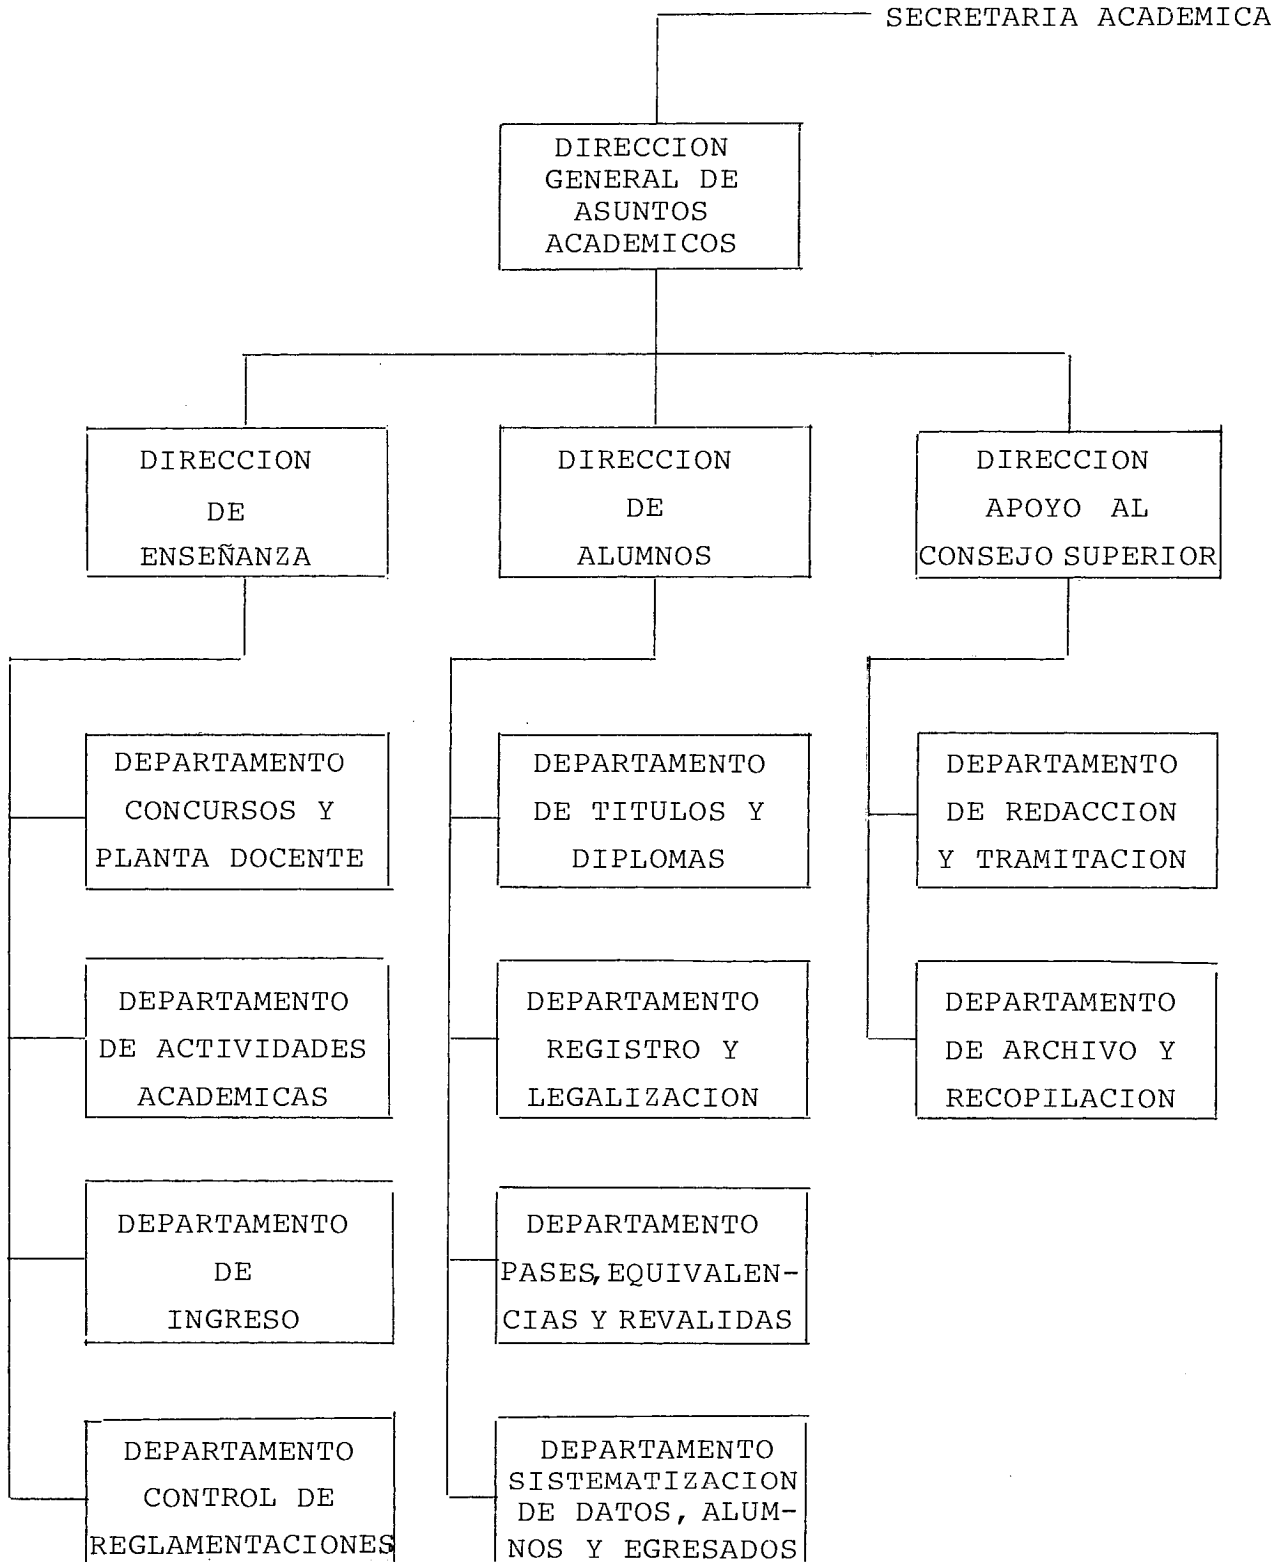 SECRETARIA ACADEMICA
DIRECCION
GENERAL DE
ASUNTOS
ACADEMICOS
DIRECCION
DE
ENSEÑANZA
DIRECCION
DE
ALUMNOS
DIRECCION
APOYO AL
CONSEJO SUPERIOR
DEPARTAMENTO
CONCURSOS Y
PLANTA DOCENTE
DEPARTAMENTO
DE ACTIVIDADES
ACADEMICAS
DEPARTAMENTO
DE
INGRESO
DEPARTAMENTO
CONTROL DE
REGLAMENTACIONES
DEPARTAMENTO
DE TITULOS Y
DIPLOMAS
DEPARTAMENTO
REGISTRO Y
LEGALIZACION
DEPARTAMENTO
PASES, EQUIVALEN-
CIAS Y REVALIDAS
DEPARTAMENTO
SISTEMATIZACION
DE DATOS, ALUM-
NOS Y EGRESADOS
DEPARTAMENTO
DE REDACCION
Y TRAMITACION
DEPARTAMENTO
DE ARCHIVO Y
RECOPILACION